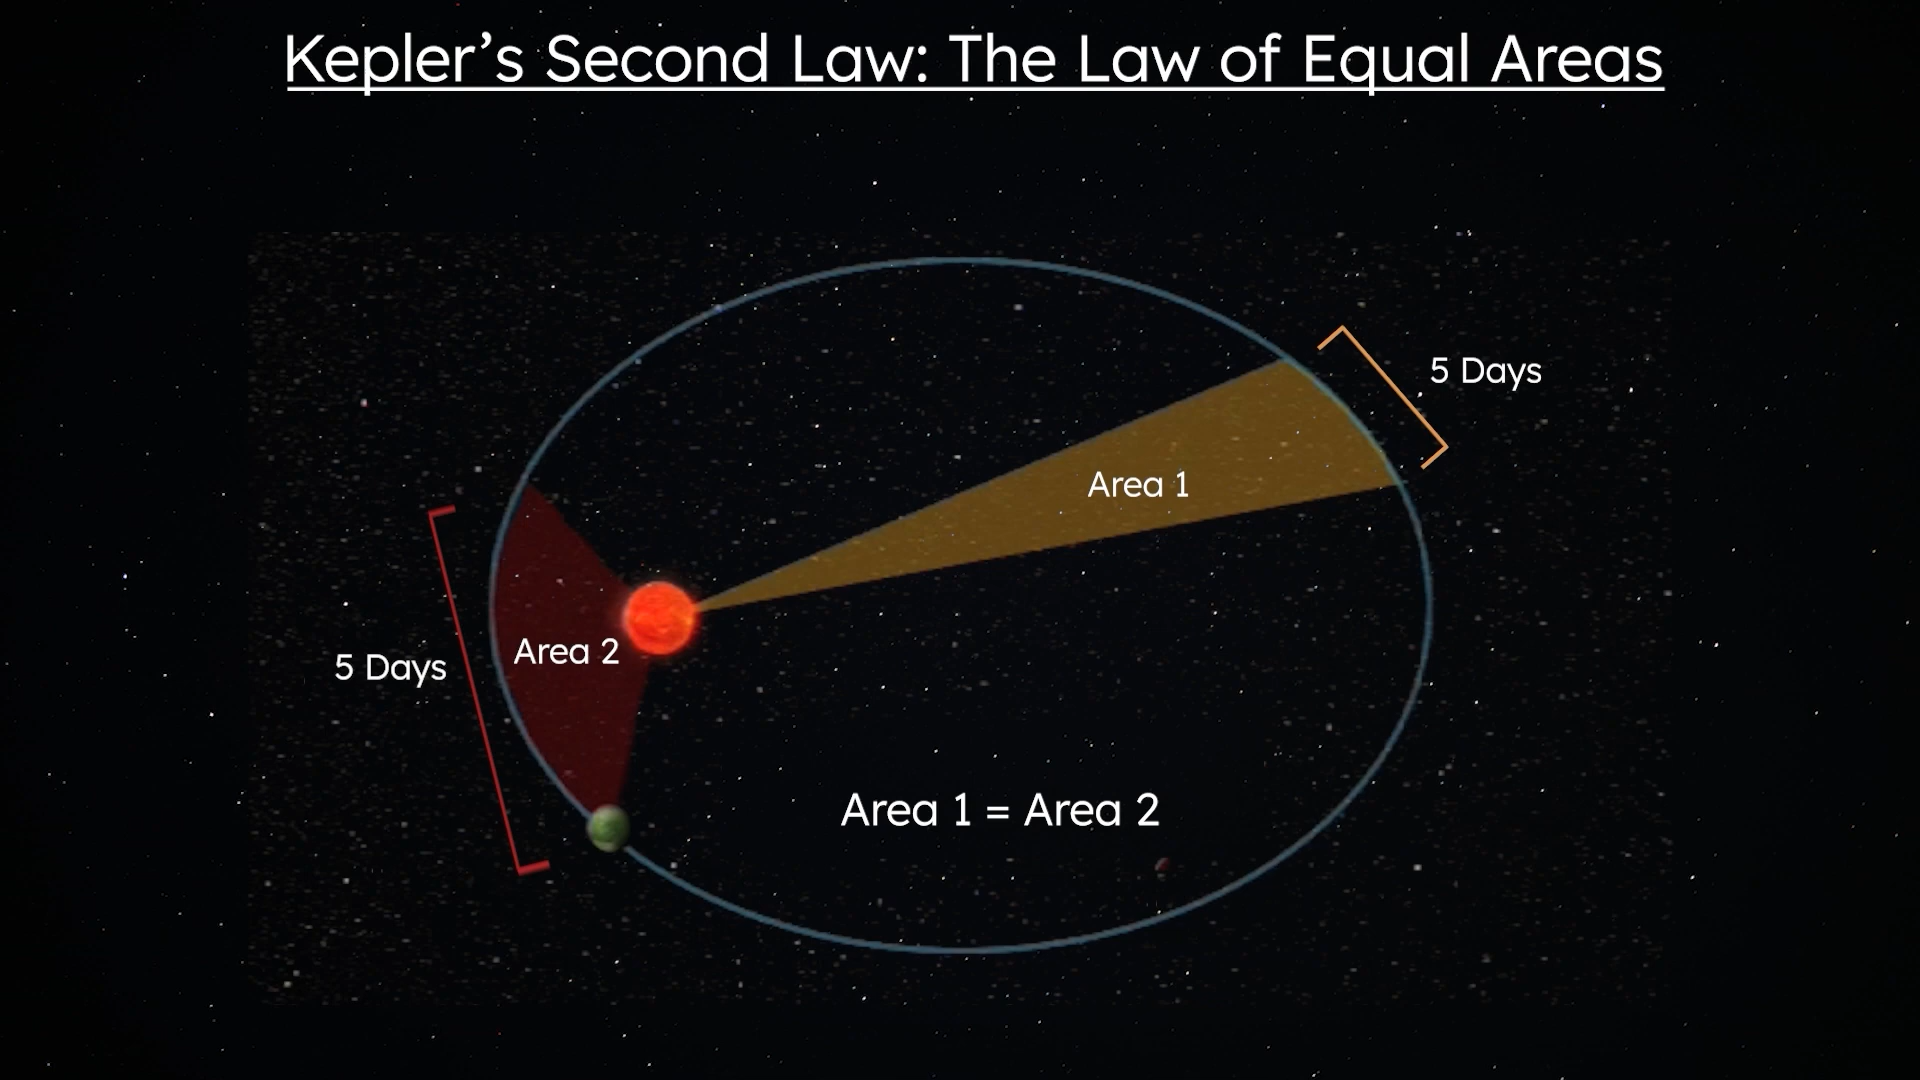 Kepler’s Second Law: The Law of Equal Areas
5 Days
Area 1
Area 2
5 Days
Area 1 = Area 2